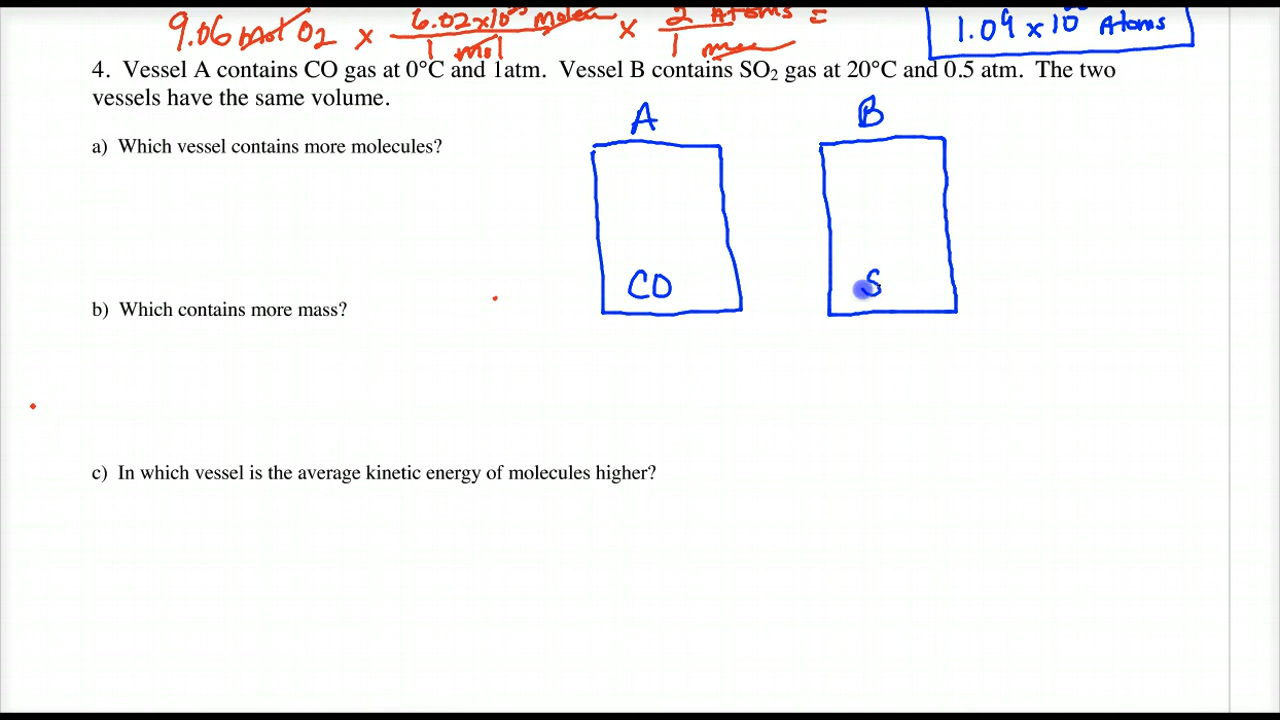 9.06 mol O2 x 6.02x10 molec x 2 Atoms =
1 mol 1
1.09 x 10 Atoms
4. Vessel A contains CO gas at 0°C and 1atm. Vessel B contains SO₂ gas at 20°C and 0.5 atm. The two
vessels have the same volume.
A B
a) Which vessel contains more molecules?
CO S
b) Which contains more mass?
c) In which vessel is the average kinetic energy of molecules higher?